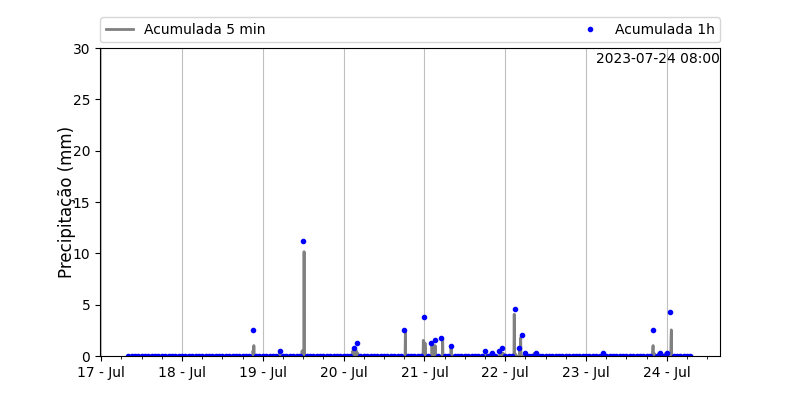 Acumulada 5 min
Acumulada 1h
2023-07-24 08:00
Precipitação (mm)
30
25
20
15
10
5
0
17 - Jul
18 - Jul
19 - Jul
20 - Jul
21 - Jul
22 - Jul
23 - Jul
24 - Jul